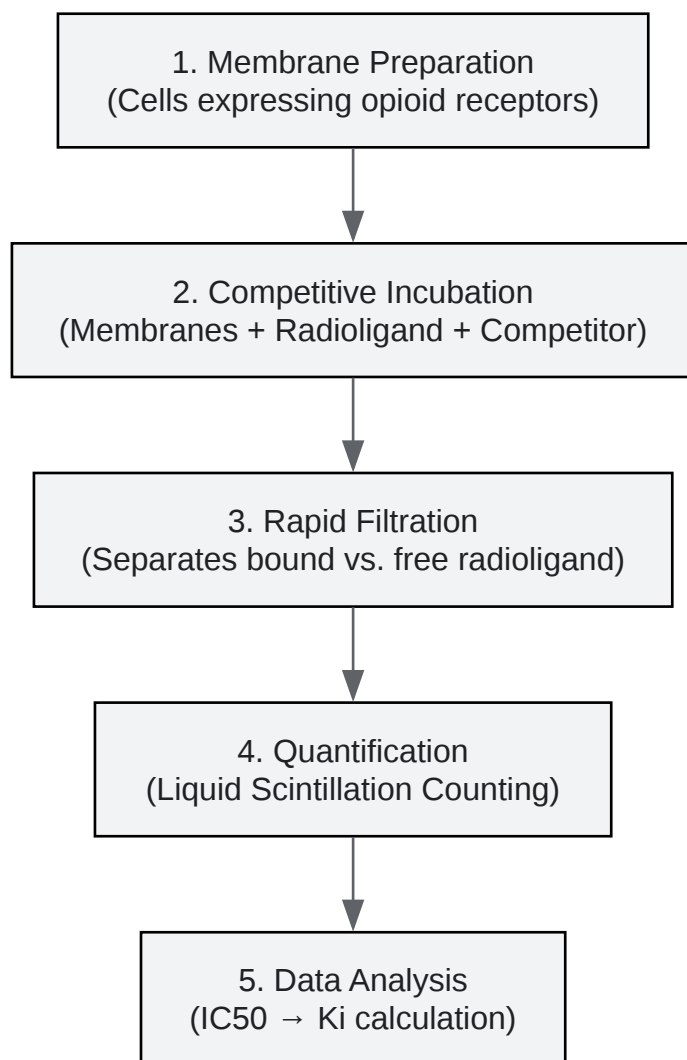 1. Membrane Preparation
(Cells expressing opioid receptors)
2. Competitive Incubation
(Membranes + Radioligand + Competitor)
3. Rapid Filtration
(Separates bound vs. free radioligand)
4. Quantification
(Liquid Scintillation Counting)
5. Data Analysis
(IC50 → Ki calculation)